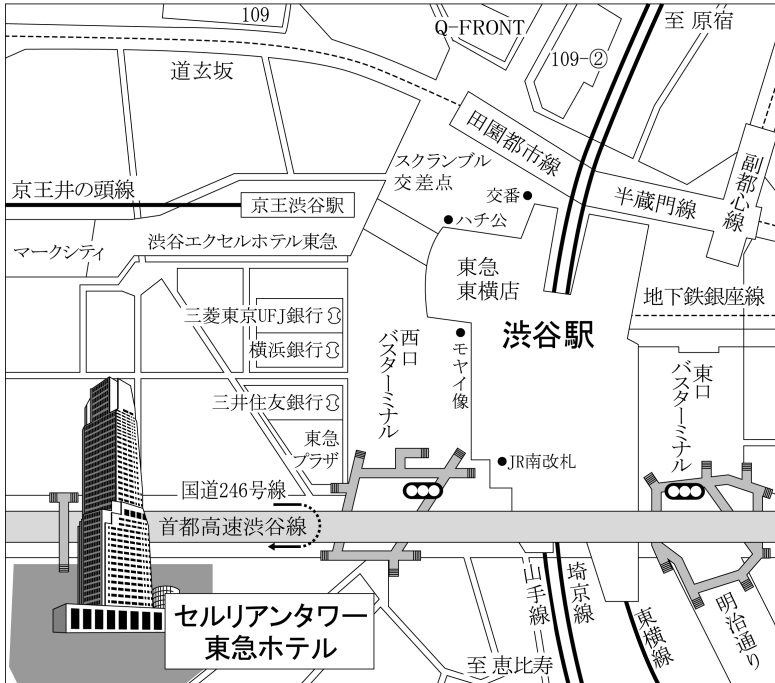 109
Q-FRONT
至 原宿
109-②
道玄坂
田園都市線
副都心線
スクランブル
交差点
京王井の頭線
京王渋谷駅
交番
半蔵門線
ハチ公
マークシティ
渋谷エクセルホテル東急
東急
東横店
地下鉄銀座線
三菱東京UFJ銀行
渋谷駅
横浜銀行
西口
バスターミナル
モヤイ像
東口
バスターミナル
三井住友銀行
東急
プラザ
JR南改札
国道246号線
首都高速渋谷線
山手線
埼京線
東横線
明治通り
セルリアンタワー
東急ホテル
至 恵比寿